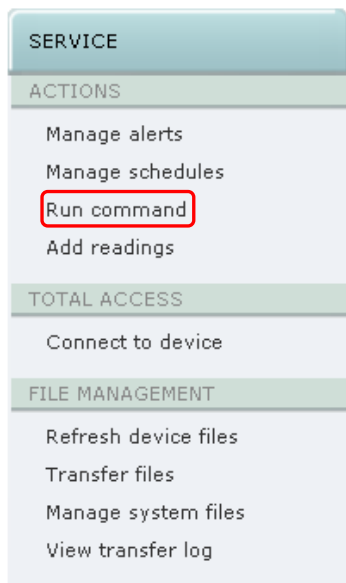 SERVICE
ACTIONS
Manage alerts
Manage schedules
Run command
Add readings
TOTAL ACCESS
Connect to device
FILE MANAGEMENT
Refresh device files
Transfer files
Manage system files
View transfer log